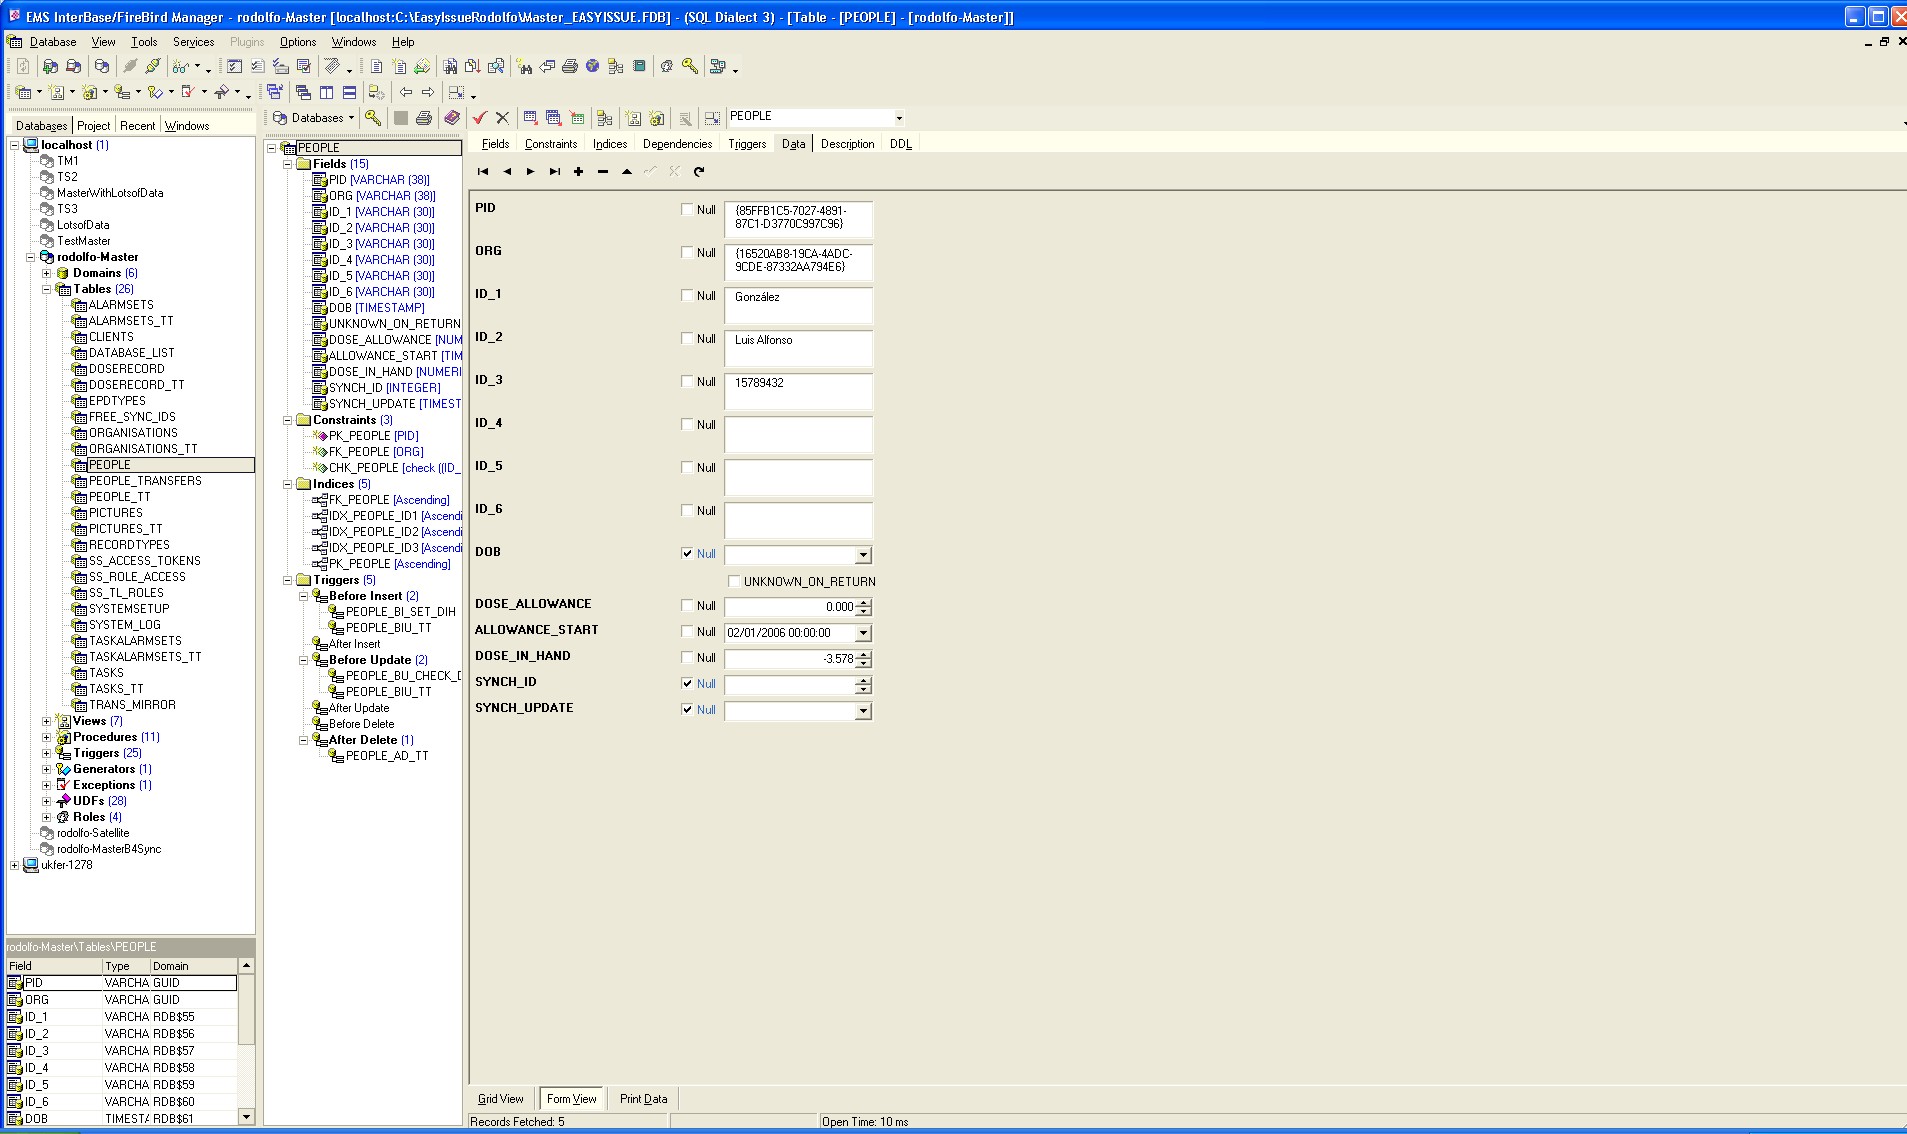 EMS InterBase/FireBird Manager - rodolfo-Master [localhost:C:\EasyIssueRodolfo\Master_EASYISSUE.FDB] - (SQL Dialect 3) - [Table - [PEOPLE] - [rodolfo-Master]]
Database View Tools Services Plugins Options Windows Help
Databases PEOPLE
Databases Project Recent Windows
localhost (1)
TM1
TS2
MasterWithLotsofData
TS3
LotsofData
TestMaster
rodolfo-Master
Domains (6)
Tables (26)
ALARMSETS
ALARMSETS_TT
CLIENTS
DATABASE_LIST
DOSERECORD
DOSERECORD_TT
EPDTYPES
FREE_SYNC_IDS
ORGANISATIONS
ORGANISATIONS_TT
PEOPLE
PEOPLE_TRANSFERS
PEOPLE_TT
PICTURES
PICTURES_TT
RECORDTYPES
SS_ACCESS_TOKENS
SS_ROLE_ACCESS
SS_TL_ROLES
SYSTEMSETUP
SYSTEM_LOG
TASKALARMSETS
TASKALARMSETS_TT
TASKS
TASKS_TT
TRANS_MIRROR
Views (7)
Procedures (11)
Triggers (25)
Generators (1)
Exceptions (1)
UDFs (28)
Roles (4)
rodolfo-Satellite
rodolfo-MasterB4Sync
ukfer-1278
rodolfo-Master\Tables\PEOPLE
Field Type Domain
PID VARCHA GUID
ORG VARCHA GUID
ID_1 VARCHA RDB$55
ID_2 VARCHA RDB$56
ID_3 VARCHA RDB$57
ID_4 VARCHA RDB$58
ID_5 VARCHA RDB$59
ID_6 VARCHA RDB$60
DOB TIMESTA RDB$61
PEOPLE
Fields (15)
PID [VARCHAR (38)]
ORG [VARCHAR (38)]
ID_1 [VARCHAR (30)]
ID_2 [VARCHAR (30)]
ID_3 [VARCHAR (30)]
ID_4 [VARCHAR (30)]
ID_5 [VARCHAR (30)]
ID_6 [VARCHAR (30)]
DOB [TIMESTAMP]
UNKNOWN_ON_RETURN
DOSE_ALLOWANCE [NUM
ALLOWANCE_START [TIM
DOSE_IN_HAND [NUMERI
SYNCH_ID [INTEGER]
SYNCH_UPDATE [TIMEST
Constraints (3)
PK_PEOPLE [PID]
FK_PEOPLE [ORG]
CHK_PEOPLE [check ((ID_
Indices (5)
FK_PEOPLE [Ascending]
IDX_PEOPLE_ID1 [Ascendi
IDX_PEOPLE_ID2 [Ascendi
IDX_PEOPLE_ID3 [Ascendi
PK_PEOPLE [Ascending]
Triggers (5)
Before Insert (2)
PEOPLE_BI_SET_DIH
PEOPLE_BIU_TT
After Insert
Before Update (2)
PEOPLE_BU_CHECK_D
PEOPLE_BIU_TT
After Update
Before Delete
After Delete (1)
PEOPLE_AD_TT
Fields Constraints Indices Dependencies Triggers Data Description DDL
PID Null {85FFB1C5-7027-4891-
87C1-D3770C997C96}
ORG Null {16520AB8-19CA-4ADC-
9CDE-87332AA794E6}
ID_1 Null González
ID_2 Null Luis Alfonso
ID_3 Null 15789432
ID_4 Null
ID_5 Null
ID_6 Null
DOB Null
UNKNOWN_ON_RETURN
DOSE_ALLOWANCE Null 0.000
ALLOWANCE_START Null 02/01/2006 00:00:00
DOSE_IN_HAND Null -3.578
SYNCH_ID Null
SYNCH_UPDATE Null
Grid View Form View Print Data
Records Fetched: 5 Open Time: 10 ms